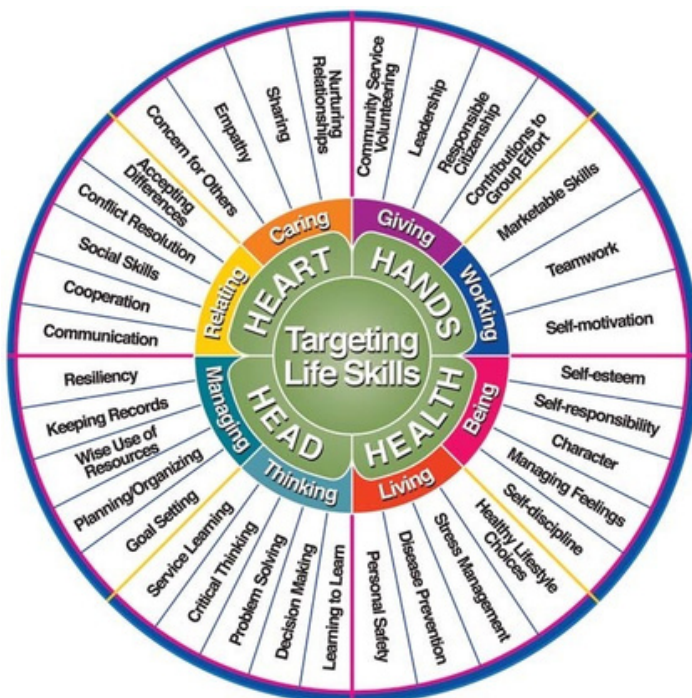 Targeting
Life Skills
HEART
HANDS
HEALTH
HEAD
Caring
Giving
Working
Being
Living
Thinking
Managing
Relating
Nurturing
Relationships
Sharing
Empathy
Concern for Others
Accepting
Differences
Conflict Resolution
Social Skills
Cooperation
Communication
Community Service
Volunteering
Leadership
Responsible
Citizenship
Contributions to
Group Effort
Marketable Skills
Teamwork
Self-motivation
Self-esteem
Self-responsibility
Character
Managing Feelings
Self-discipline
Healthy Lifestyle
Choices
Stress Management
Disease Prevention
Personal Safety
Learning to Learn
Decision Making
Problem Solving
Critical Thinking
Service Learning
Goal Setting
Planning/Organizing
Wise Use of
Resources
Keeping Records
Resiliency